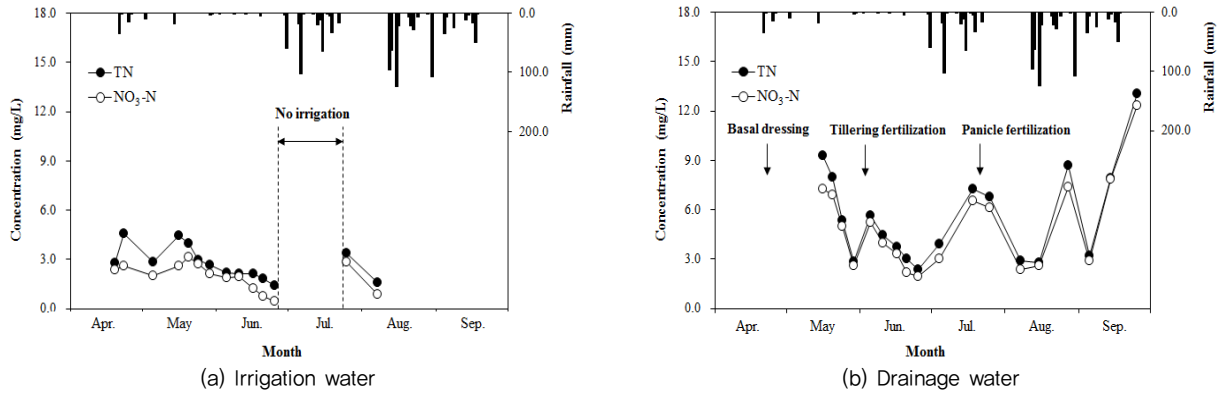 18.0
15.0
12.0
9.0
6.0
3.0
0.0
Concentration (mg/L)
0.0
100.0
200.0
Rainfall (mm)
TN
NO₃-N
No irrigation
Apr. May Jun. Jul. Aug. Sep.
Month
(a) Irrigation water
18.0
15.0
12.0
9.0
6.0
3.0
0.0
Concentration (mg/L)
0.0
100.0
200.0
Rainfall (mm)
TN
NO₃-N
Basal dressing Tillering fertilization Panicle fertilization
Apr. May Jun. Jul. Aug. Sep.
Month
(b) Drainage water